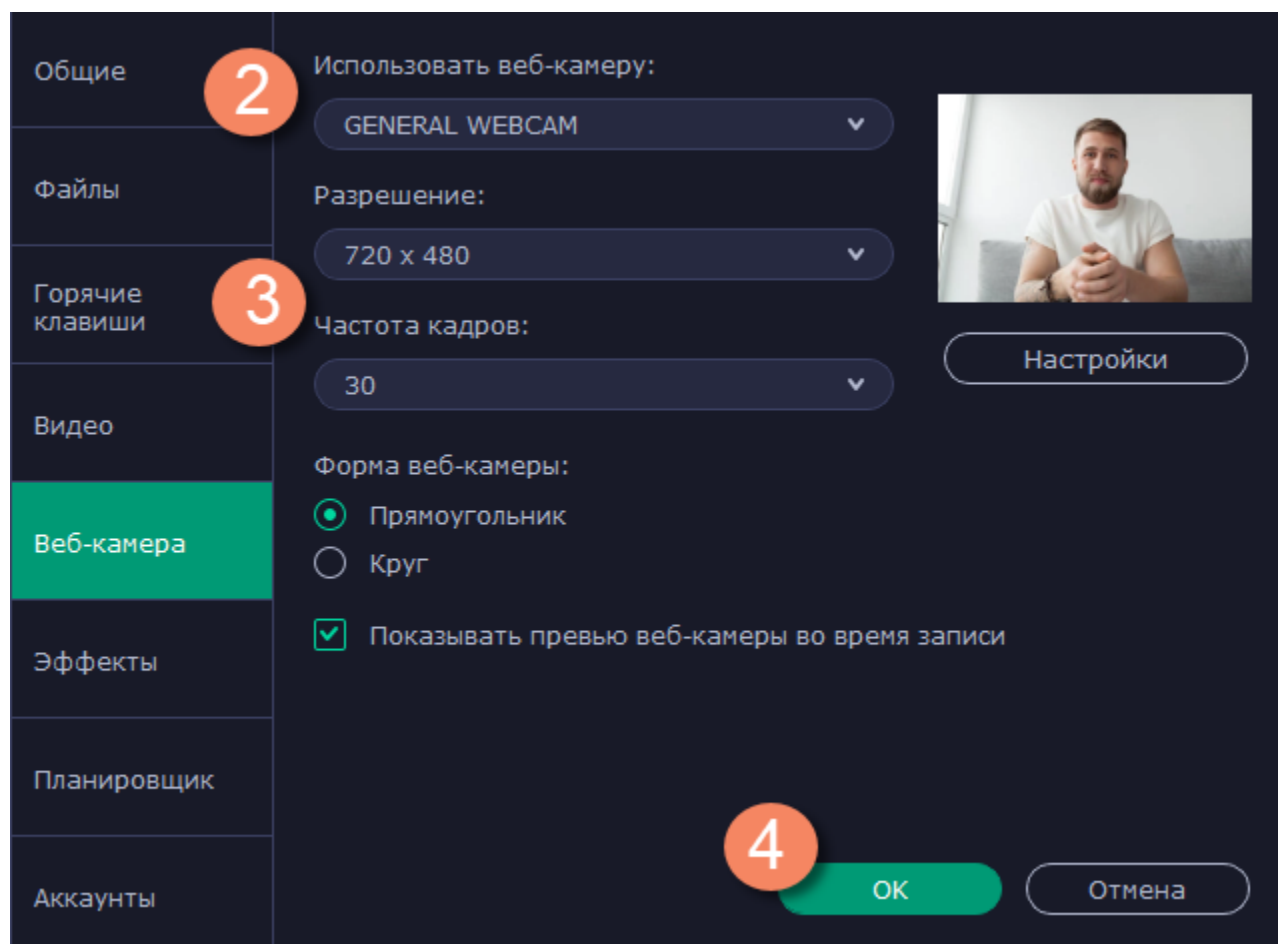 Общие
Файлы
Горячие
клавиши
Видео
Веб-камера
Эффекты
Планировщик
Аккаунты
2
Использовать веб-камеру:
GENERAL WEBCAM
Разрешение:
720 x 480
3
Частота кадров:
30
Настройки
Форма веб-камеры:
Прямоугольник
Круг
Показывать превью веб-камеры во время записи
4
OK
Отмена